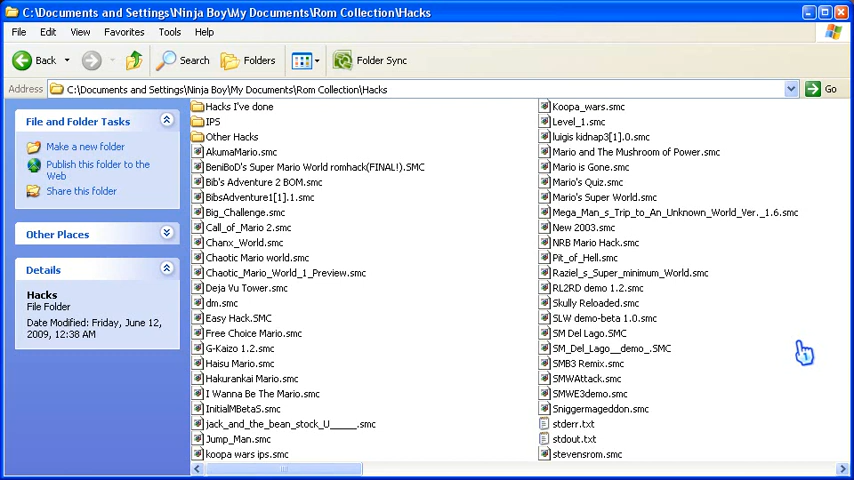 C:\Documents and Settings\Ninja Boy\My Documents\Rom Collection\Hacks
File Edit View Favorites Tools Help
Back Search Folders Folder Sync
Address C:\Documents and Settings\Ninja Boy\My Documents\Rom Collection\Hacks Go
File and Folder Tasks
Make a new folder
Publish this folder to the
Web
Share this folder
Other Places
Details
Hacks
File Folder
Date Modified: Friday, June 12,
2009, 12:38 AM
Hacks I've done
IPS
Other Hacks
AkumaMario.smc
BeniBoD's Super Mario World romhack(FINAL!).SMC
Bib's Adventure 2 BOM.smc
BibsAdventure1[1].1.smc
Big_Challenge.smc
Call_of_Mario 2.smc
Chanx_World.smc
Chaotic Mario world.smc
Chaotic_Mario_World_1_Preview.smc
Deja Vu Tower.smc
dm.smc
Easy Hack.SMC
Free Choice Mario.smc
G-Kaizo 1.2.smc
Haisu Mario.smc
Hakurankai Mario.smc
I Wanna Be The Mario.smc
InitialMBetaS.smc
jack_and_the_bean_stock_U_____.smc
Jump_Man.smc
koopa wars ips.smc
Koopa_wars.smc
Level_1.smc
luigis kidnap3[1].0.smc
Mario and The Mushroom of Power.smc
Mario is Gone.smc
Mario's Quiz.smc
Mario's Super World.smc
Mega_Man_s_Trip_to_An_Unknown_World_Ver._1.6.smc
New 2003.smc
NRB Mario Hack.smc
Pit_of_Hell.smc
Raziel_s_Super_minimum_World.smc
RL2RD demo 1.2.smc
Skully Reloaded.smc
SLW demo-beta 1.0.smc
SM Del Lago.SMC
SM_Del_Lago__demo_.SMC
SMB3 Remix.smc
SMWAttack.smc
SMWE3demo.smc
Sniggermageddon.smc
stderr.txt
stdout.txt
stevensrom.smc